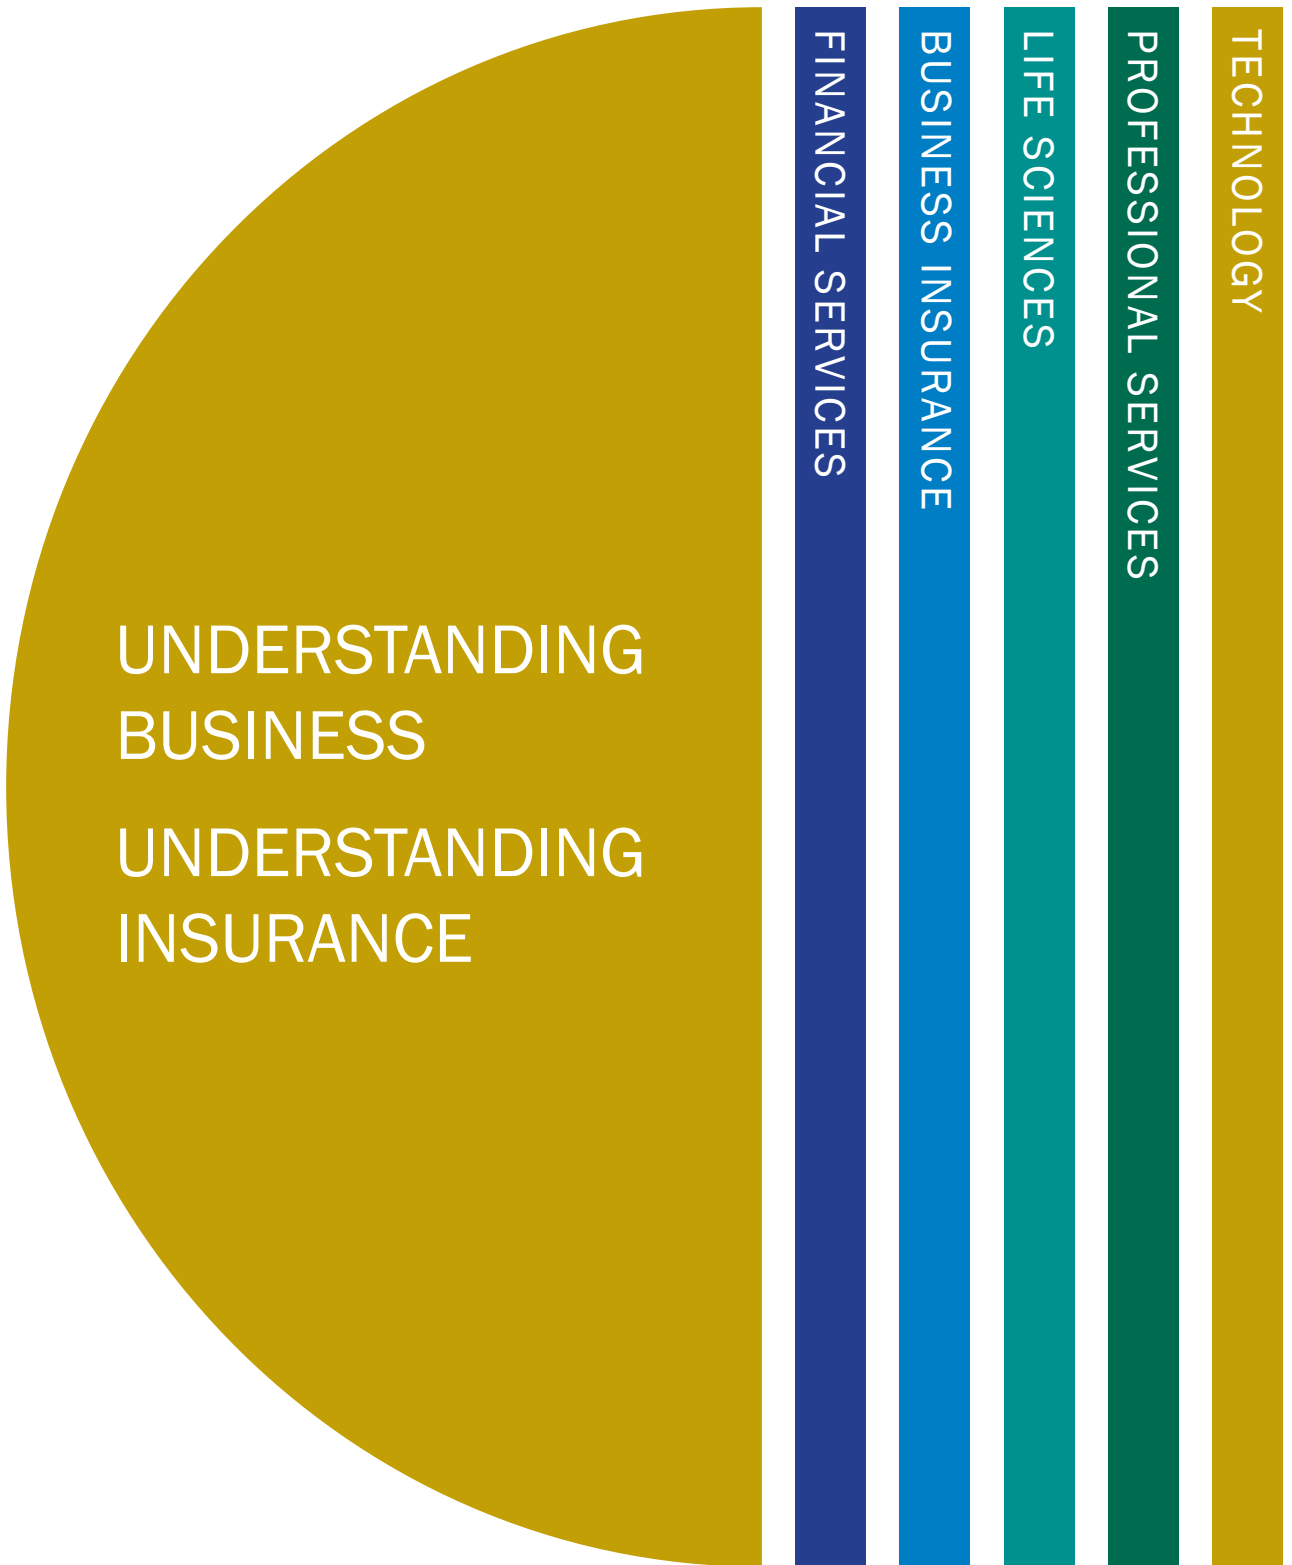 UNDERSTANDING
BUSINESS
UNDERSTANDING
INSURANCE
FINANCIAL SERVICES
BUSINESS INSURANCE
LIFE SCIENCES
PROFESSIONAL SERVICES
TECHNOLOGY